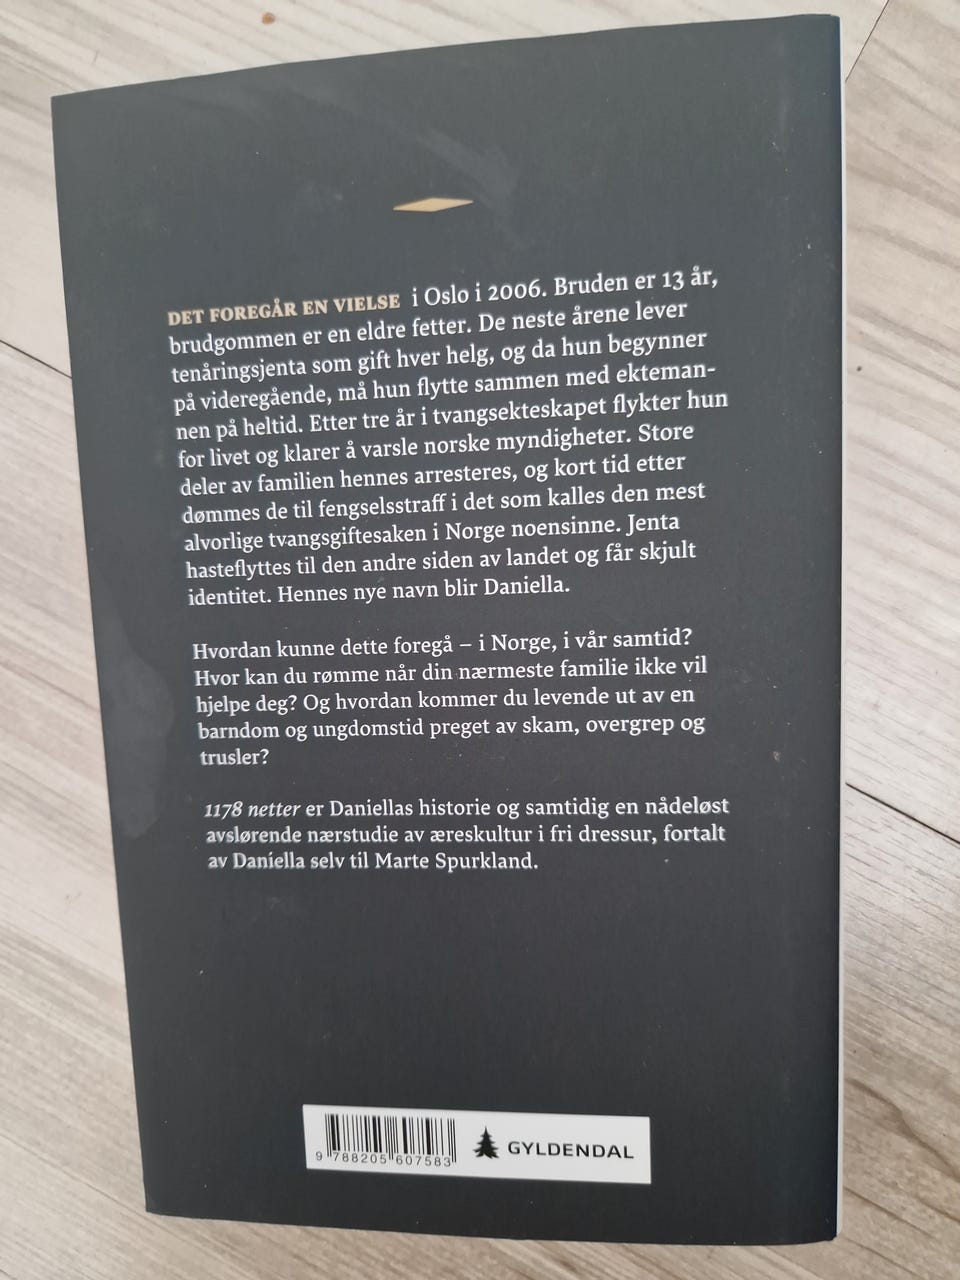 DET FOREGÅR EN VIELSE i Oslo i 2006. Bruden er 13 år,
brudgommen er en eldre fetter. De neste årene lever
tenåringsjenta som gift hver helg, og da hun begynner
på videregående, må hun flytte sammen med ekteman-
nen på heltid. Etter tre år i tvangsekteskapet flykter hun
for livet og klarer å varsle norske myndigheter. Store
deler av familien hennes arresteres, og kort tid etter
dømmes de til fengselsstraff i det som kalles den mest
alvorlige tvangsgiftesaken i Norge noensinne. Jenta
hasteflyttes til den andre siden av landet og får skjult
identitet. Hennes nye navn blir Daniella.
Hvordan kunne dette foregå – i Norge, i vår samtid?
Hvor kan du rømme når din nærmeste familie ikke vil
hjelpe deg? Og hvordan kommer du levende ut av en
barndom og ungdomstid preget av skam, overgrep og
trusler?
1178 netter er Daniellas historie og samtidig en nådeløst
avslørende nærstudie av æreskultur i fri dressur, fortalt
av Daniella selv til Marte Spurkland.
9 788205 607583
GYLDENDAL